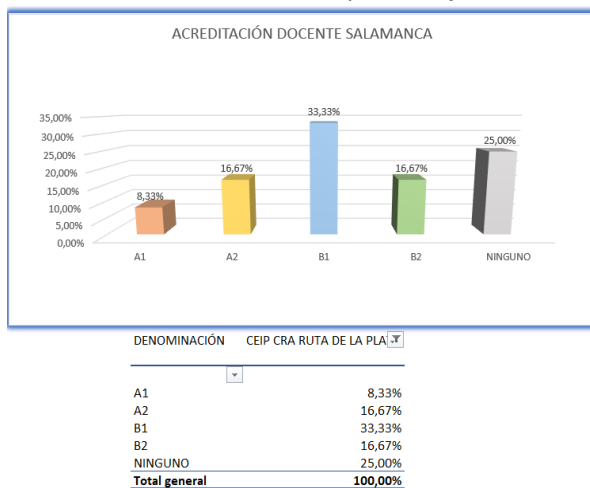 ACREDITACIÓN DOCENTE SALAMANCA
35,00%
30,00%
25,00%
20,00%
15,00%
10,00%
5,00%
0,00%
8,33%
16,67%
33,33%
16,67%
25,00%
A1 A2 B1 B2 NINGUNO
DENOMINACIÓN CEIP CRA RUTA DE LA PLA
A1 8,33%
A2 16,67%
B1 33,33%
B2 16,67%
NINGUNO 25,00%
Total general 100,00%